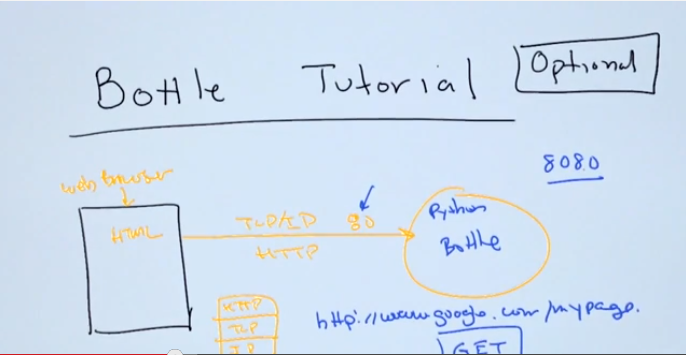 Bottle Tutorial Optional
8080
web browser
TCP/IP 80
HTML
HTTP
Python
Bottle
HTTP
TCP
IP
http://www.google.com/mypage.
GET